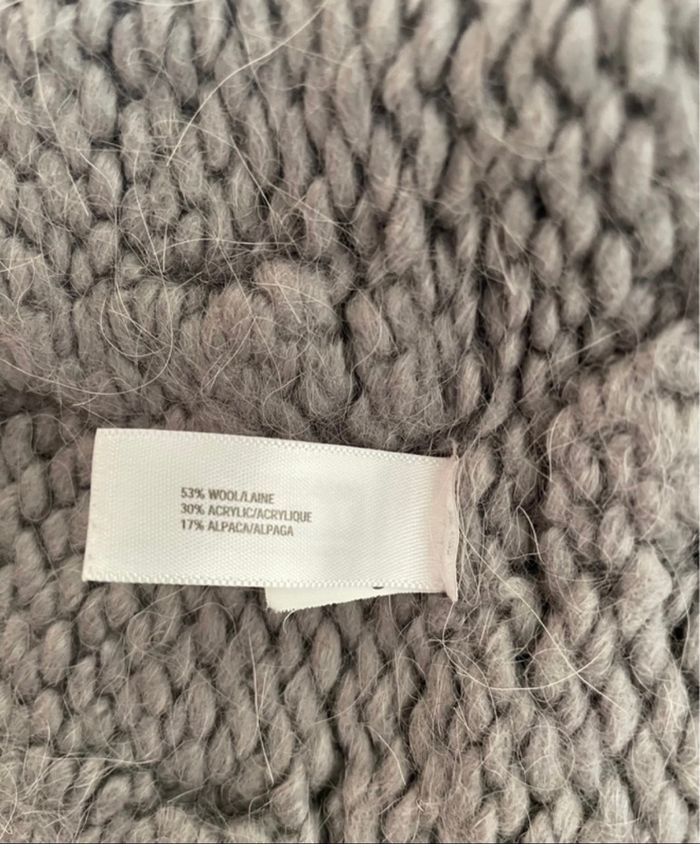 53% WOOL/LAINE
30% ACRYLIC/ACRYLIQUE
17% ALPACA/ALPAGA